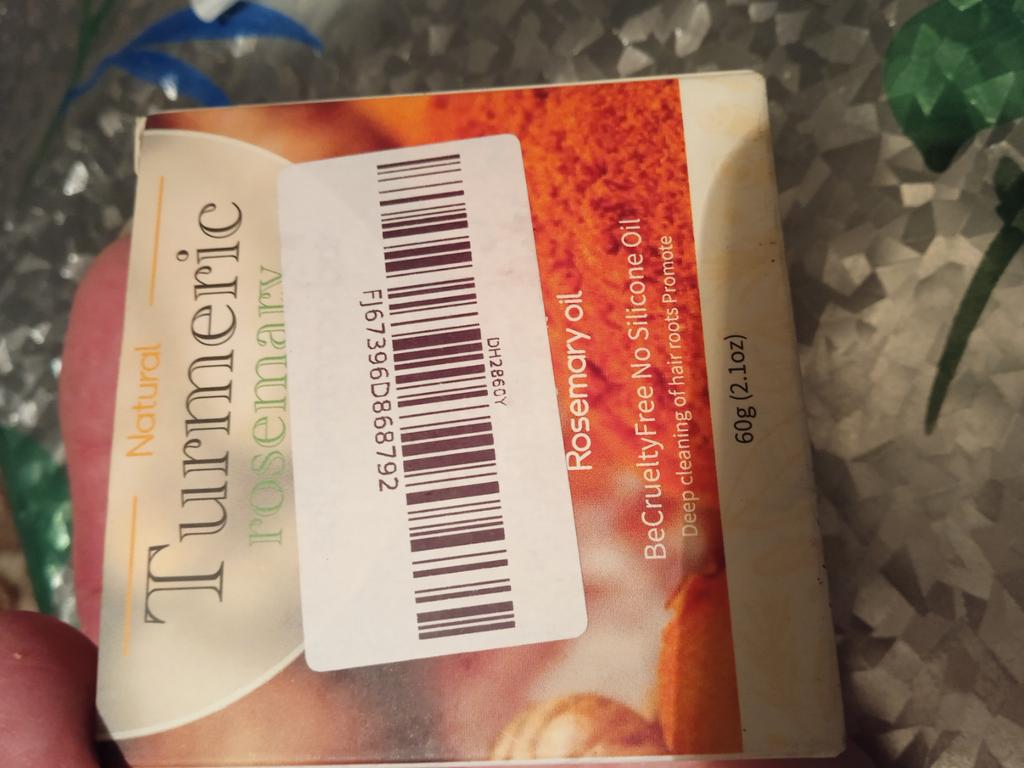 Natural
Turmeric
rosemary
FJ67396D868792
DH2860Y
Rosemary oil
BeCrueltyFree No Silicone Oil
Deep cleaning of hair roots Promote
60g (2.1oz)